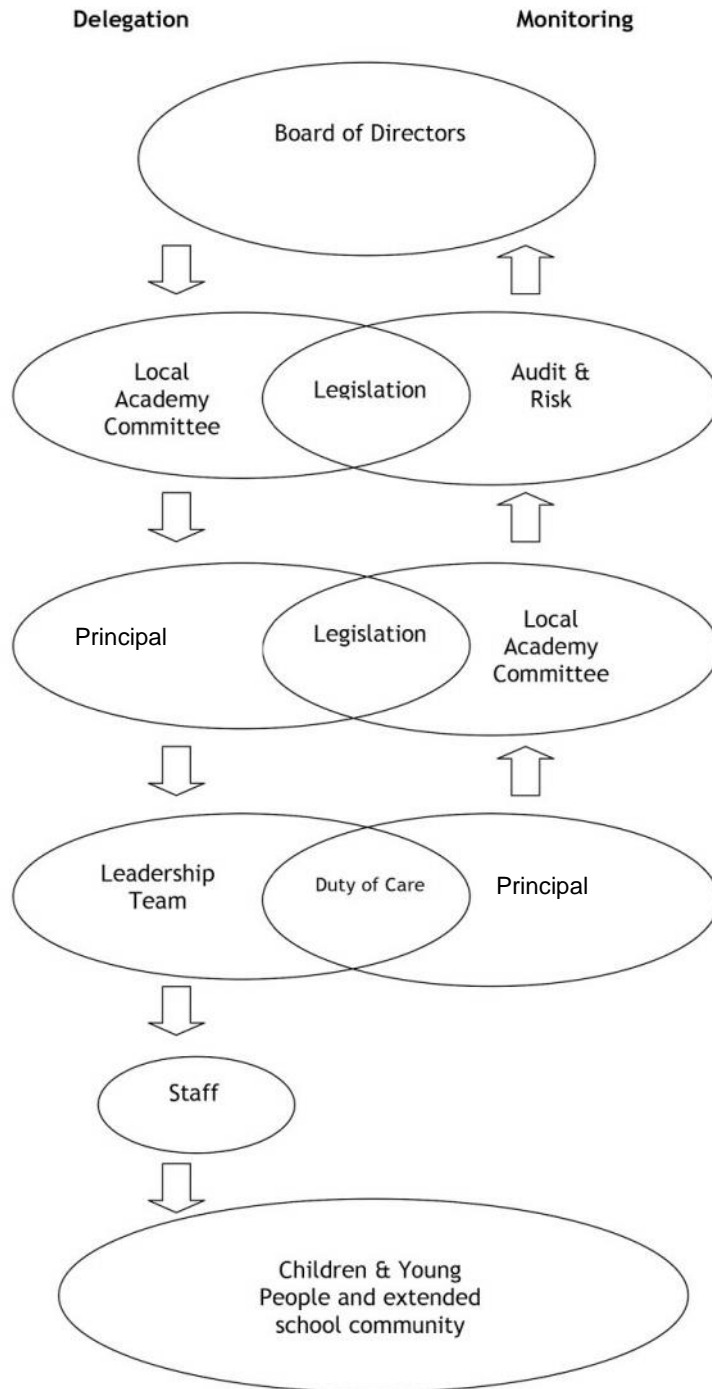 Delegation
Monitoring
Board of Directors
Local
Academy
Committee
Legislation
Audit &
Risk
Principal
Legislation
Local
Academy
Committee
Leadership
Team
Duty of Care
Principal
Staff
Children & Young
People and extended
school community